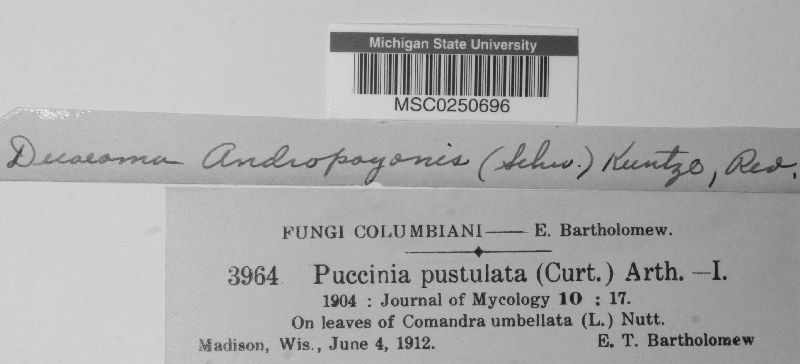 Michigan State University
MSC0250696
Dicaeoma Andropogonis (Schw.) Kuntze, Rev.
FUNGI COLUMBIANI—— E. Bartholomew.
3964 Puccinia pustulata (Curt.) Arth. —I.
1904 : Journal of Mycology 10 : 17.
On leaves of Comandra umbellata (L.) Nutt.
Madison, Wis., June 4, 1912. E. T. Bartholomew